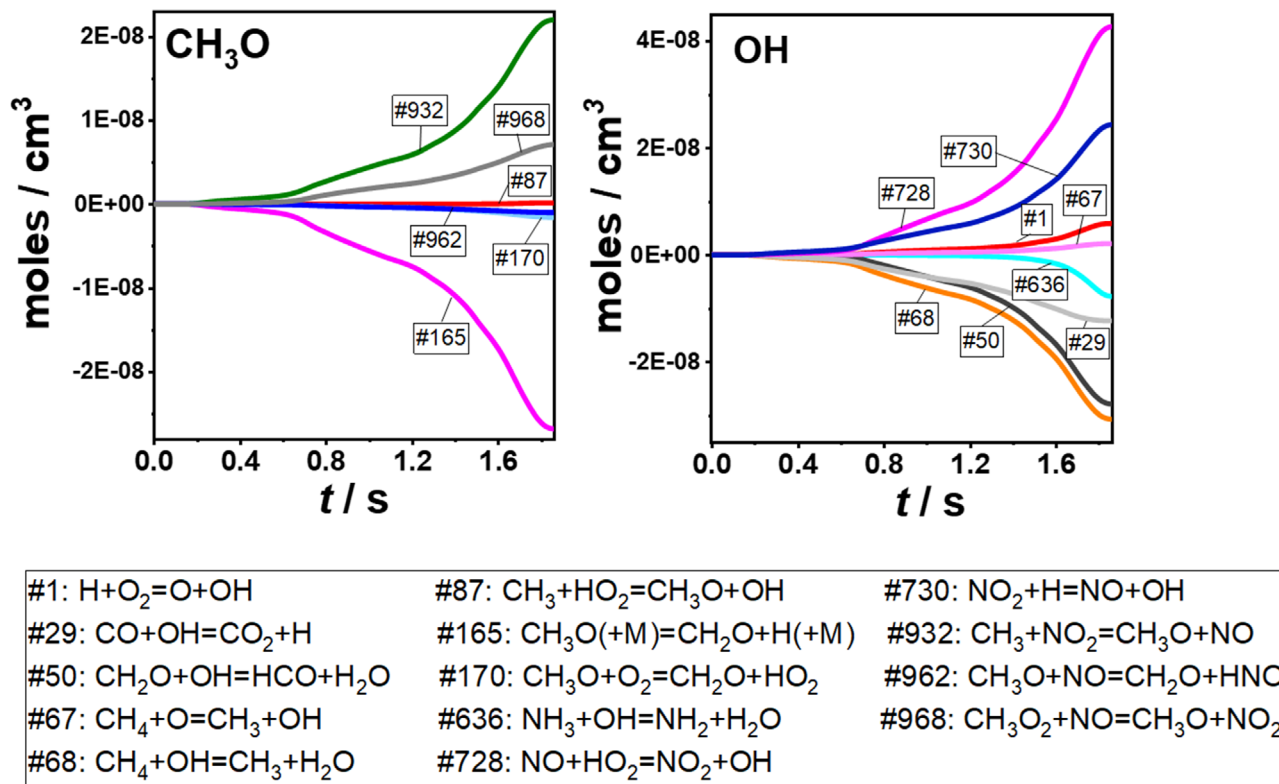 CH₃O
moles / cm³
2E-08
1E-08
0E+00
-1E-08
-2E-08
#932
#968
#87
#962
#170
#165
0.0 0.4 0.8 1.2 1.6
t / s
OH
moles / cm³
4E-08
2E-08
0E+00
-2E-08
#730
#728
#67
#1
#636
#68
#50
#29
0.0 0.4 0.8 1.2 1.6
t / s
#1: H+O₂=O+OH
#29: CO+OH=CO₂+H
#50: CH₂O+OH=HCO+H₂O
#67: CH₄+O=CH₃+OH
#68: CH₄+OH=CH₃+H₂O
#87: CH₃+HO₂=CH₃O+OH
#165: CH₃O(+M)=CH₂O+H(+M)
#170: CH₃O+O₂=CH₂O+HO₂
#636: NH₃+OH=NH₂+H₂O
#728: NO+HO₂=NO₂+OH
#730: NO₂+H=NO+OH
#932: CH₃+NO₂=CH₃O+NO
#962: CH₃O+NO=CH₂O+HNO
#968: CH₃O₂+NO=CH₃O+NO₂